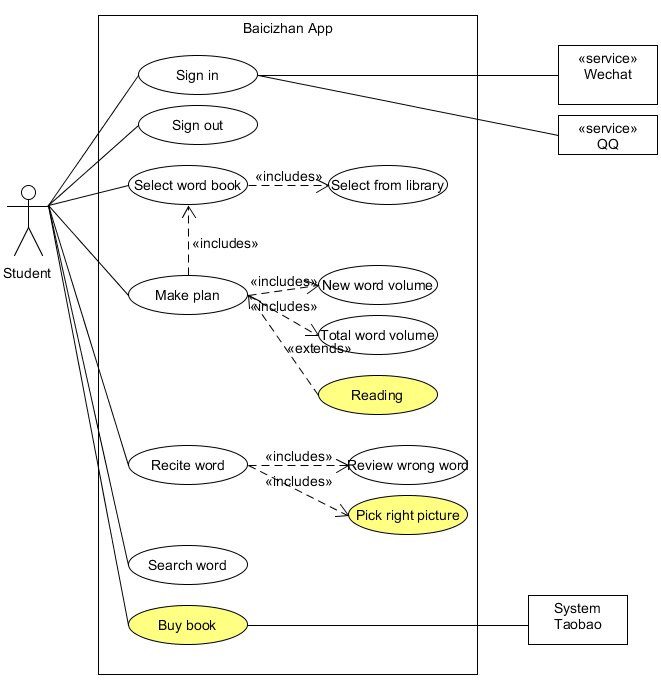 Baicizhan App
Sign in
«service»
Wechat
Sign out
«service»
QQ
Select word book
«includes»
Select from library
Student
«includes»
Make plan
«includes»
New word volume
«includes»
Total word volume
«extends»
Reading
Recite word
«includes»
Review wrong word
«includes»
Pick right picture
Search word
Buy book
System
Taobao